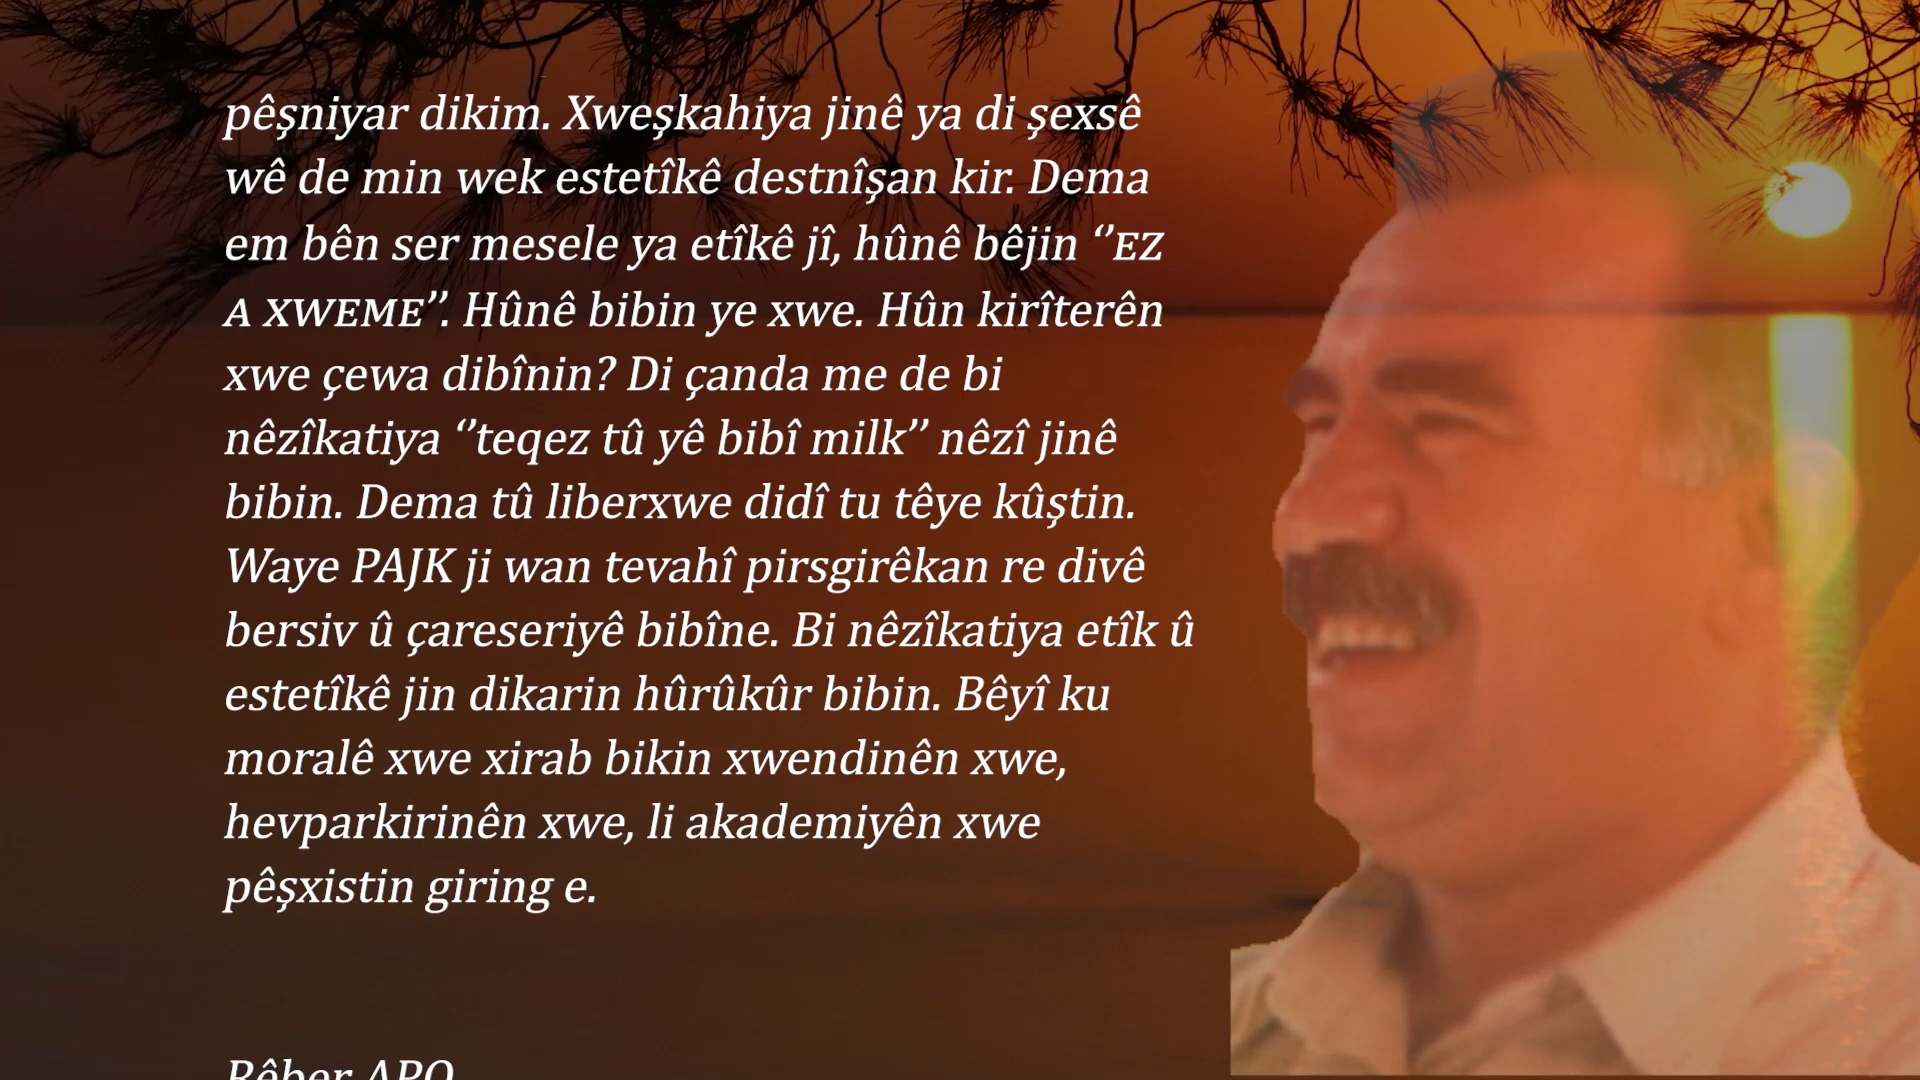 pêşniyar dikim. Xweşkahiya jinê ya di şexsê
wê de min wek estetîkê destnîşan kir. Dema
em bên ser mesele ya etîkê jî, hûnê bêjin ‘’EZ
A XWEME’’. Hûnê bibin ye xwe. Hûn kirîterên
xwe çewa dibînin? Di çanda me de bi
nêzîkatiya ‘’teqez tû yê bibî milk’’ nêzî jinê
bibin. Dema tû liberxwe didî tu têye kûştin.
Waye PAJK ji wan tevahî pirsgirêkan re divê
bersiv û çareseriyê bibîne. Bi nêzîkatiya etîk û
estetîkê jin dikarin hûrûkûr bibin. Bêyî ku
moralê xwe xirab bikin xwendinên xwe,
hevparkirinên xwe, li akademiyên xwe
pêşxistin giring e.
Rêber APO